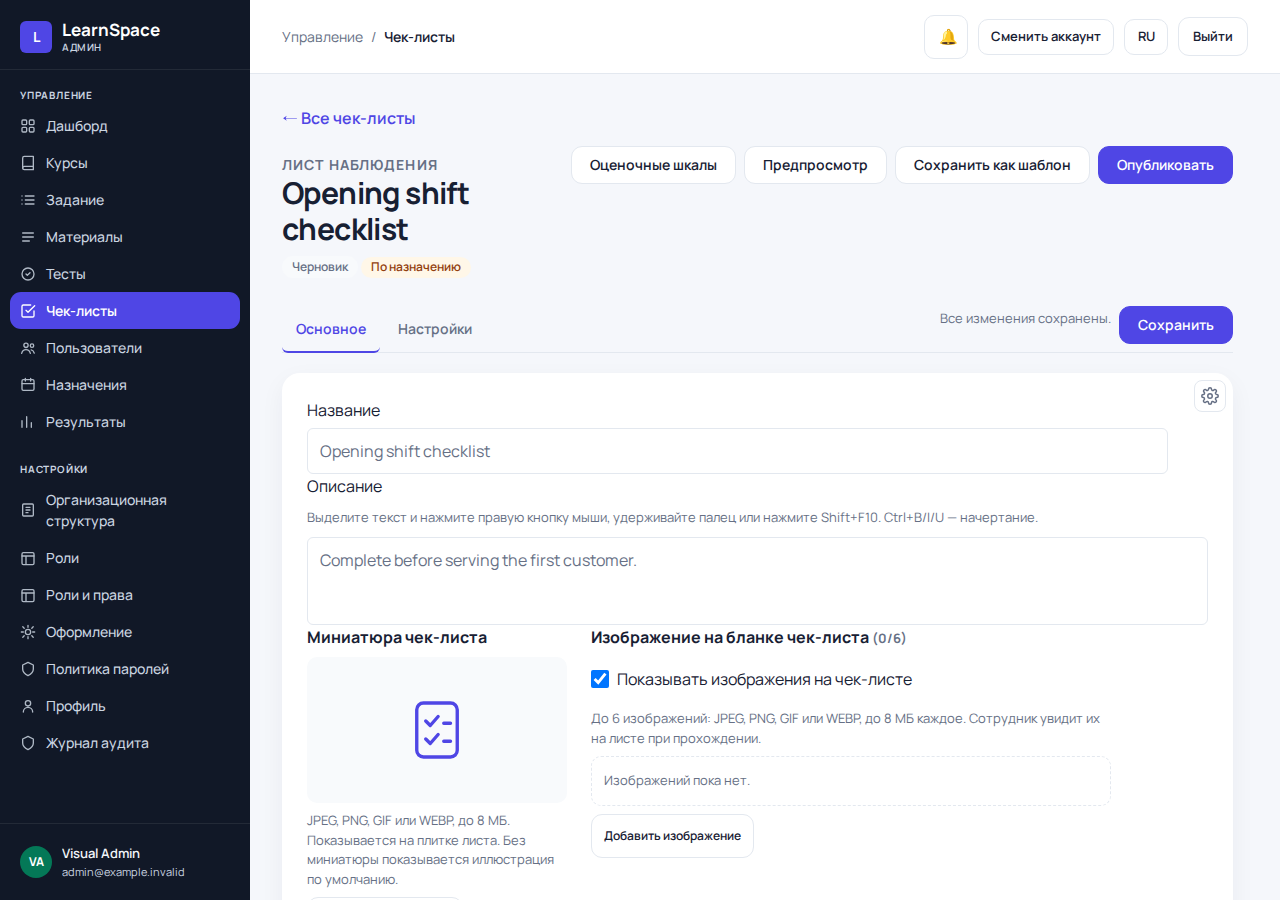 L
LearnSpace
АДМИН
УПРАВЛЕНИЕ
Дашборд
Курсы
Задание
Материалы
Тесты
Чек-листы
Пользователи
Назначения
Результаты
НАСТРОЙКИ
Организационная
структура
Роли
Роли и права
Оформление
Политика паролей
Профиль
Журнал аудита
VA
Visual Admin
admin@example.invalid
Управление / Чек-листы
Сменить аккаунт
RU
Выйти
← Все чек-листы
ЛИСТ НАБЛЮДЕНИЯ
Opening shift
checklist
Черновик
По назначению
Оценочные шкалы
Предпросмотр
Сохранить как шаблон
Опубликовать
Основное
Настройки
Все изменения сохранены.
Сохранить
Название
Opening shift checklist
Описание
Выделите текст и нажмите правую кнопку мыши, удерживайте палец или нажмите Shift+F10. Ctrl+B/I/U — начертание.
Complete before serving the first customer.
Миниатюра чек-листа
JPEG, PNG, GIF или WEBP, до 8 МБ.
Показывается на плитке листа. Без
миниатюры показывается иллюстрация
по умолчанию.
Изображение на бланке чек-листа (0/6)
Показывать изображения на чек-листе
До 6 изображений: JPEG, PNG, GIF или WEBP, до 8 МБ каждое. Сотрудник увидит их
на листе при прохождении.
Изображений пока нет.
Добавить изображение